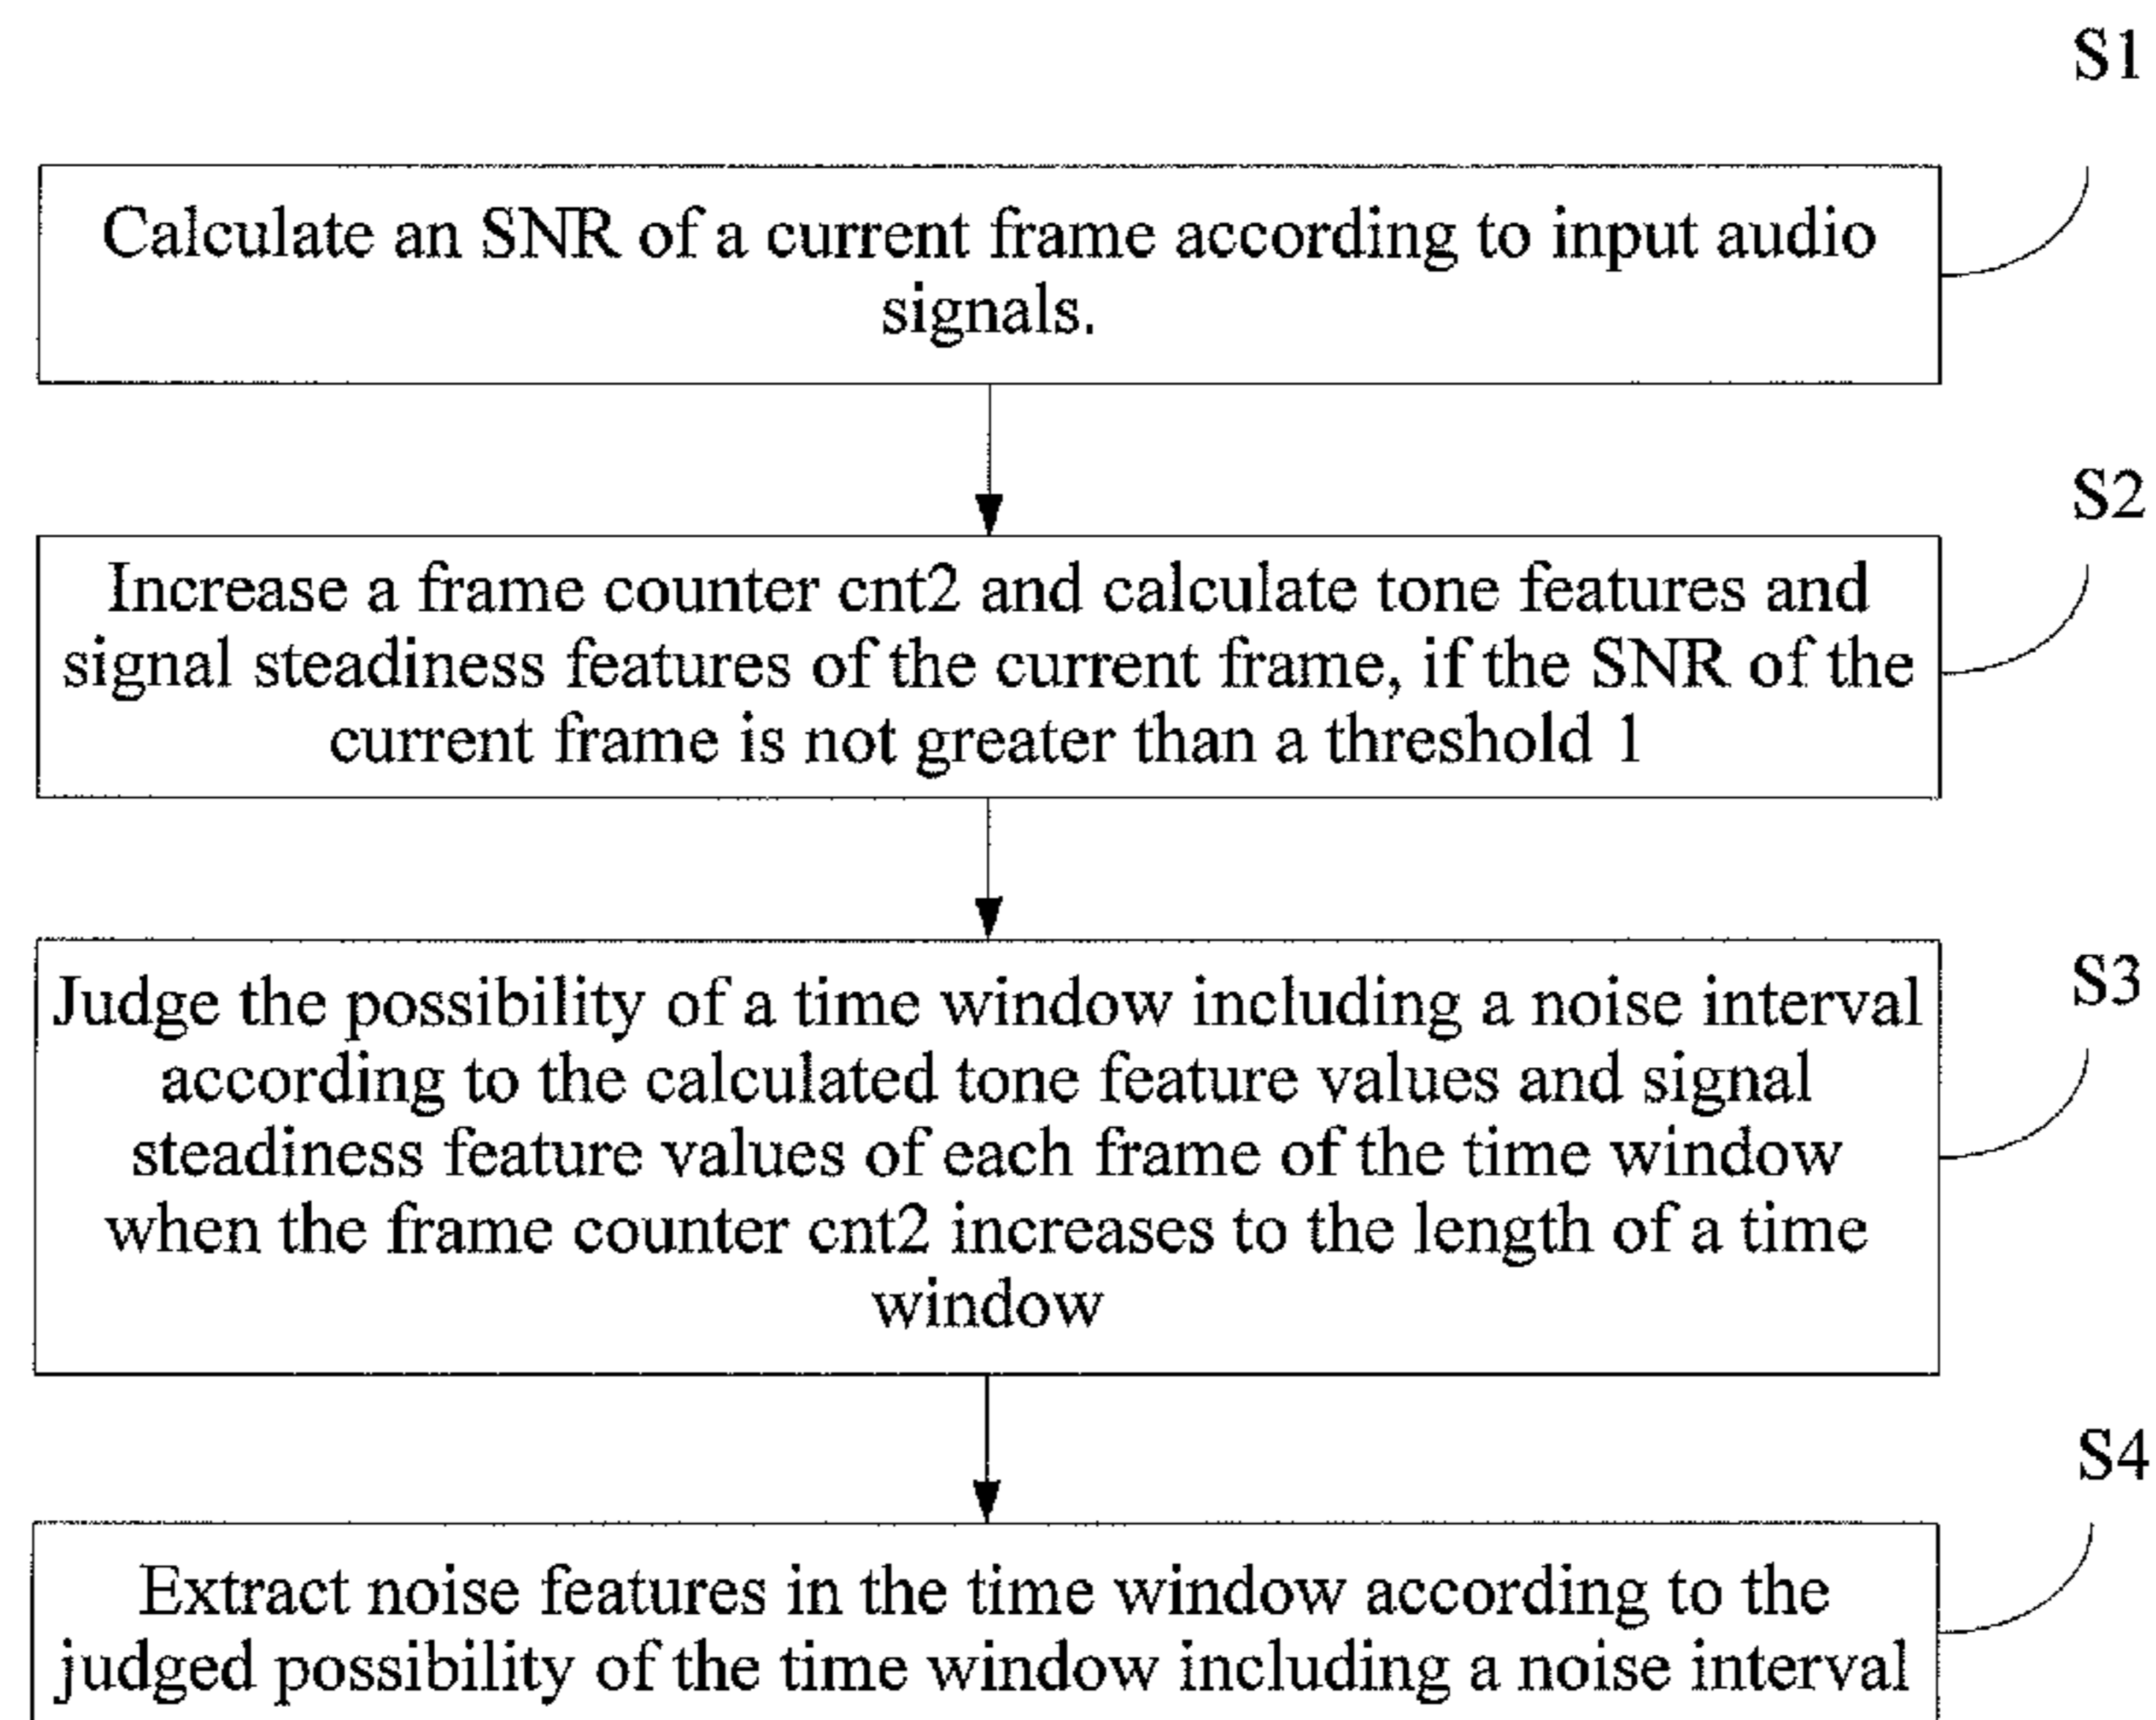 S1
Calculate an SNR of a current frame according to input audio
signals.
S2
Increase a frame counter cnt2 and calculate tone features and
signal steadiness features of the current frame, if the SNR of the
current frame is not greater than a threshold 1
S3
Judge the possibility of a time window including a noise interval
according to the calculated tone feature values and signal
steadiness feature values of each frame of the time window
when the frame counter cnt2 increases to the length of a time
window
S4
Extract noise features in the time window according to the
judged possibility of the time window including a noise interval